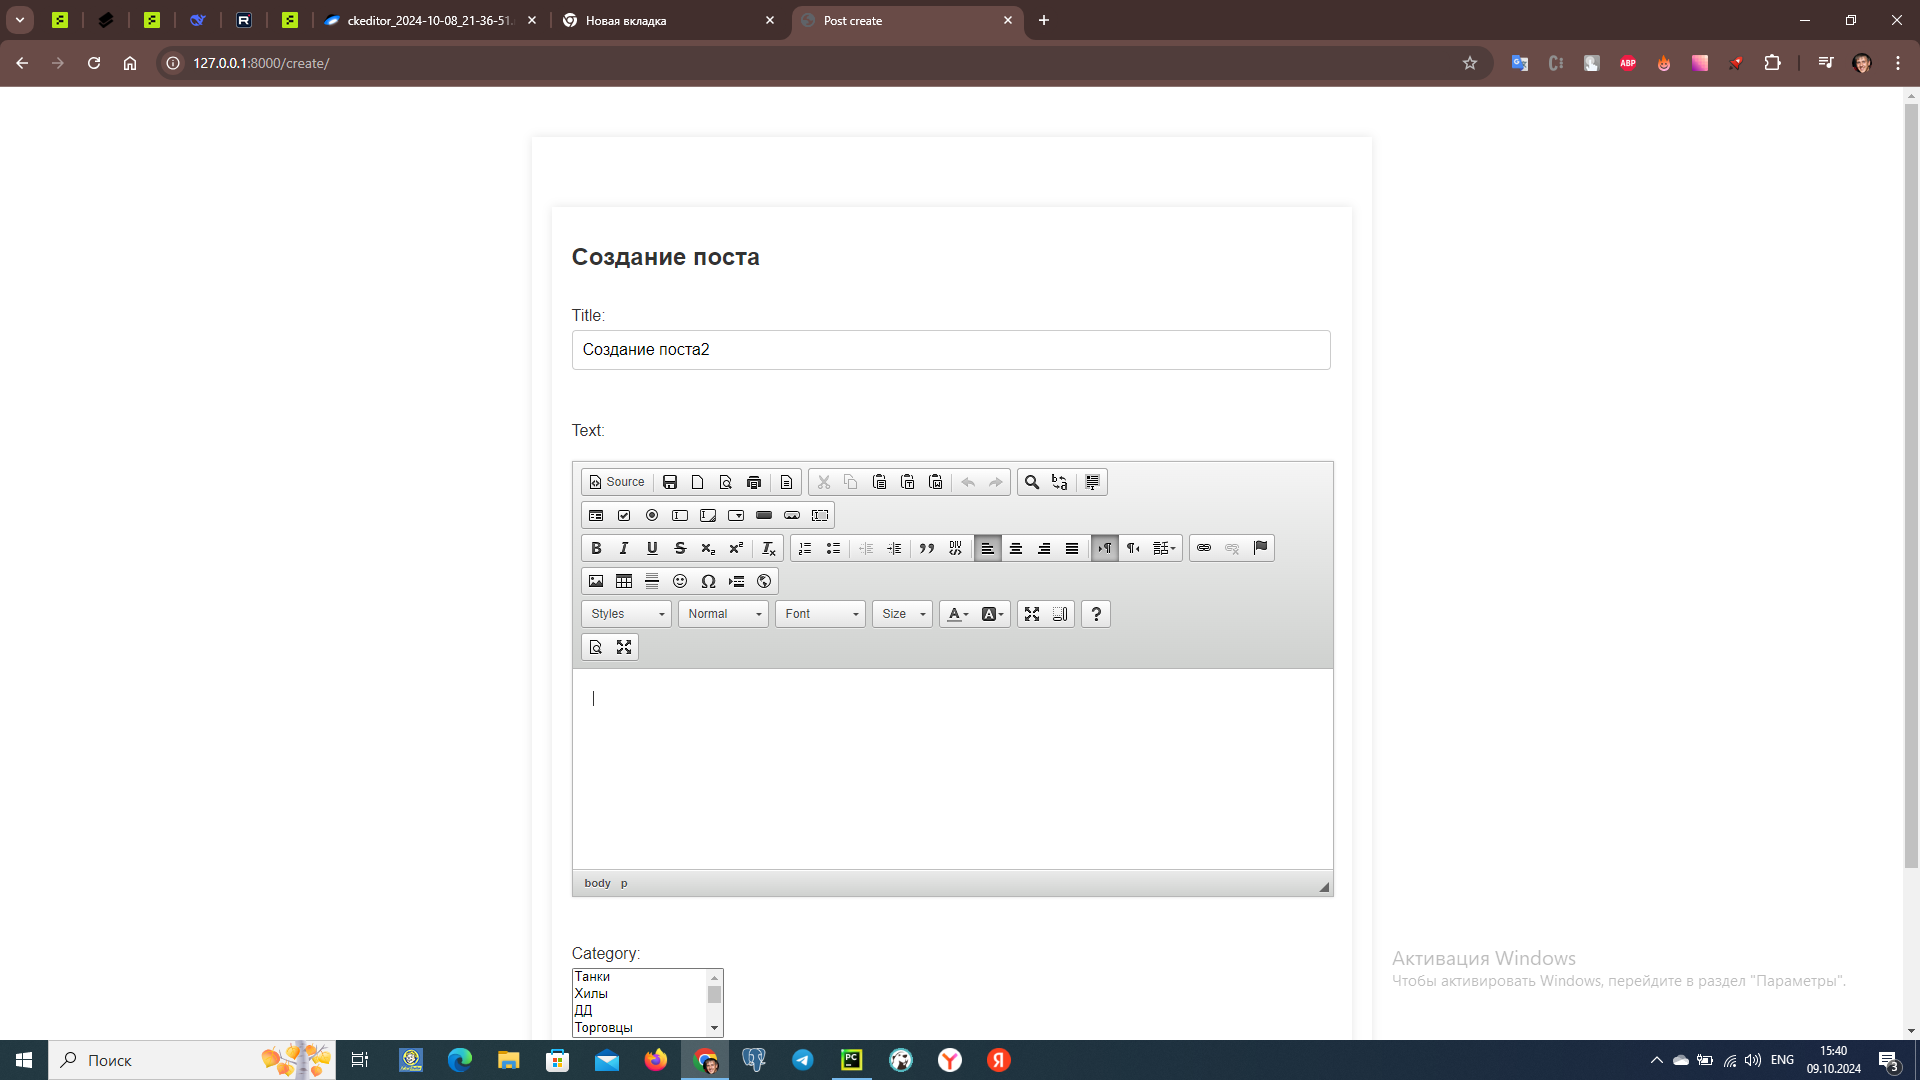 ckeditor_2024-10-08_21-36-51.
Новая вкладка
Post create
127.0.0.1:8000/create/
ABP
Создание поста
Title:
Создание поста2
Text:
Source
Styles
Normal
Font
Size
body p
Category:
Танки
Хилы
ДД
Торговцы
Активация Windows
Чтобы активировать Windows, перейдите в раздел "Параметры".
Поиск
ENG
15:40
09.10.2024
3